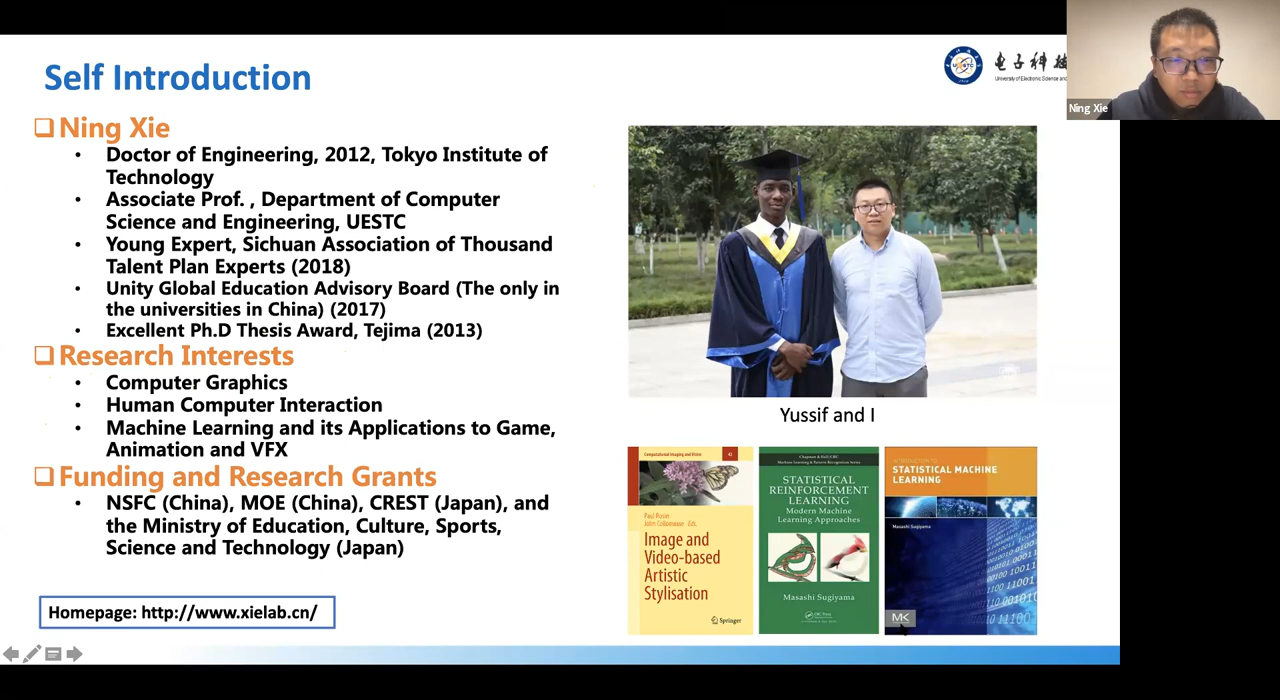 Self Introduction
UESTC
电子科技
University of Electronic Science and
Ning Xie
Ning Xie
• Doctor of Engineering, 2012, Tokyo Institute of
Technology
• Associate Prof. , Department of Computer
Science and Engineering, UESTC
• Young Expert, Sichuan Association of Thousand
Talent Plan Experts (2018)
• Unity Global Education Advisory Board (The only in
the universities in China) (2017)
• Excellent Ph.D Thesis Award, Tejima (2013)
Research Interests
• Computer Graphics
• Human Computer Interaction
• Machine Learning and its Applications to Game,
Animation and VFX
Funding and Research Grants
• NSFC (China), MOE (China), CREST (Japan), and
the Ministry of Education, Culture, Sports,
Science and Technology (Japan)
Homepage: http://www.xielab.cn/
Yussif and I
Computational Imaging and Vision
42
Paul Rosin
John Collomosse Eds.
Image and
Video-based
Artistic
Stylisation
Springer
Chapman & Hall/CRC
Machine Learning & Pattern Recognition Series
STATISTICAL
REINFORCEMENT
LEARNING
Modern Machine
Learning Approaches
Masashi Sugiyama
CRC Press
INTRODUCTION TO
STATISTICAL MACHINE
LEARNING
Masashi Sugiyama
MK